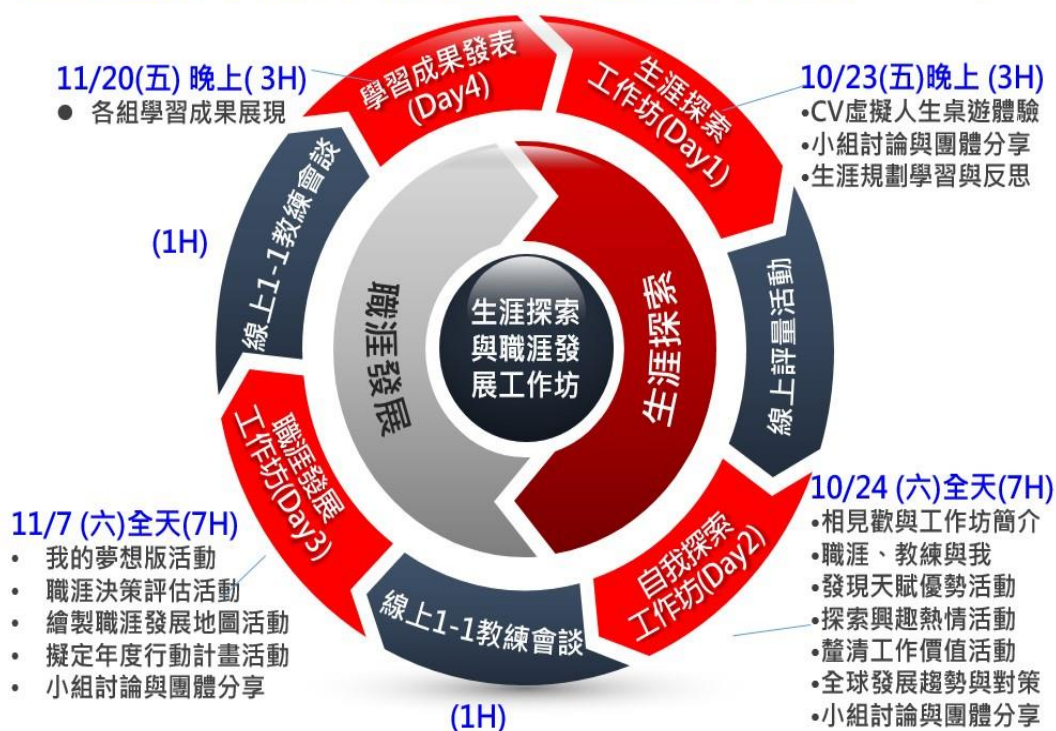 學習成果發表
(Day4)
生涯探索
工作坊(Day1)
10/23(五)晚上 (3H)
•CV虛擬人生桌遊體驗
•小組討論與團體分享
•生涯規劃學習與反思
線上評量活動
10/24 (六)全天(7H)
•相見歡與工作坊簡介
•職涯、教練與我
•發現天賦優勢活動
•探索興趣熱情活動
•釐清工作價值活動
•全球發展趨勢與對策
•小組討論與團體分享
自我探索
工作坊(Day2)
線上1-1教練會談
(1H)
職涯發展
工作坊(Day3)
11/7 (六)全天(7H)
• 我的夢想版活動
• 職涯決策評估活動
• 繪製職涯發展地圖活動
• 擬定年度行動計畫活動
• 小組討論與團體分享
線上1-1教練會談
(1H)
11/20(五) 晚上( 3H)
● 各組學習成果展現
職涯發展
生涯探索
生涯探索
與職涯發
展工作坊